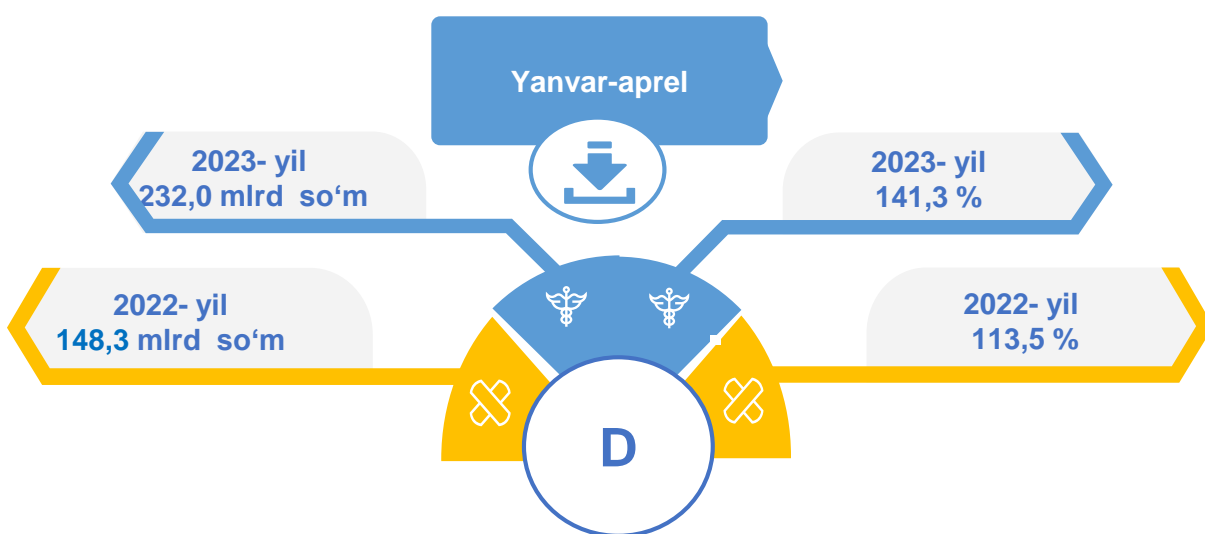 Yanvar-aprel
2023- yil
232,0 mlrd so‘m
2023- yil
141,3 %
2022- yil
148,3 mlrd so‘m
2022- yil
113,5 %
D